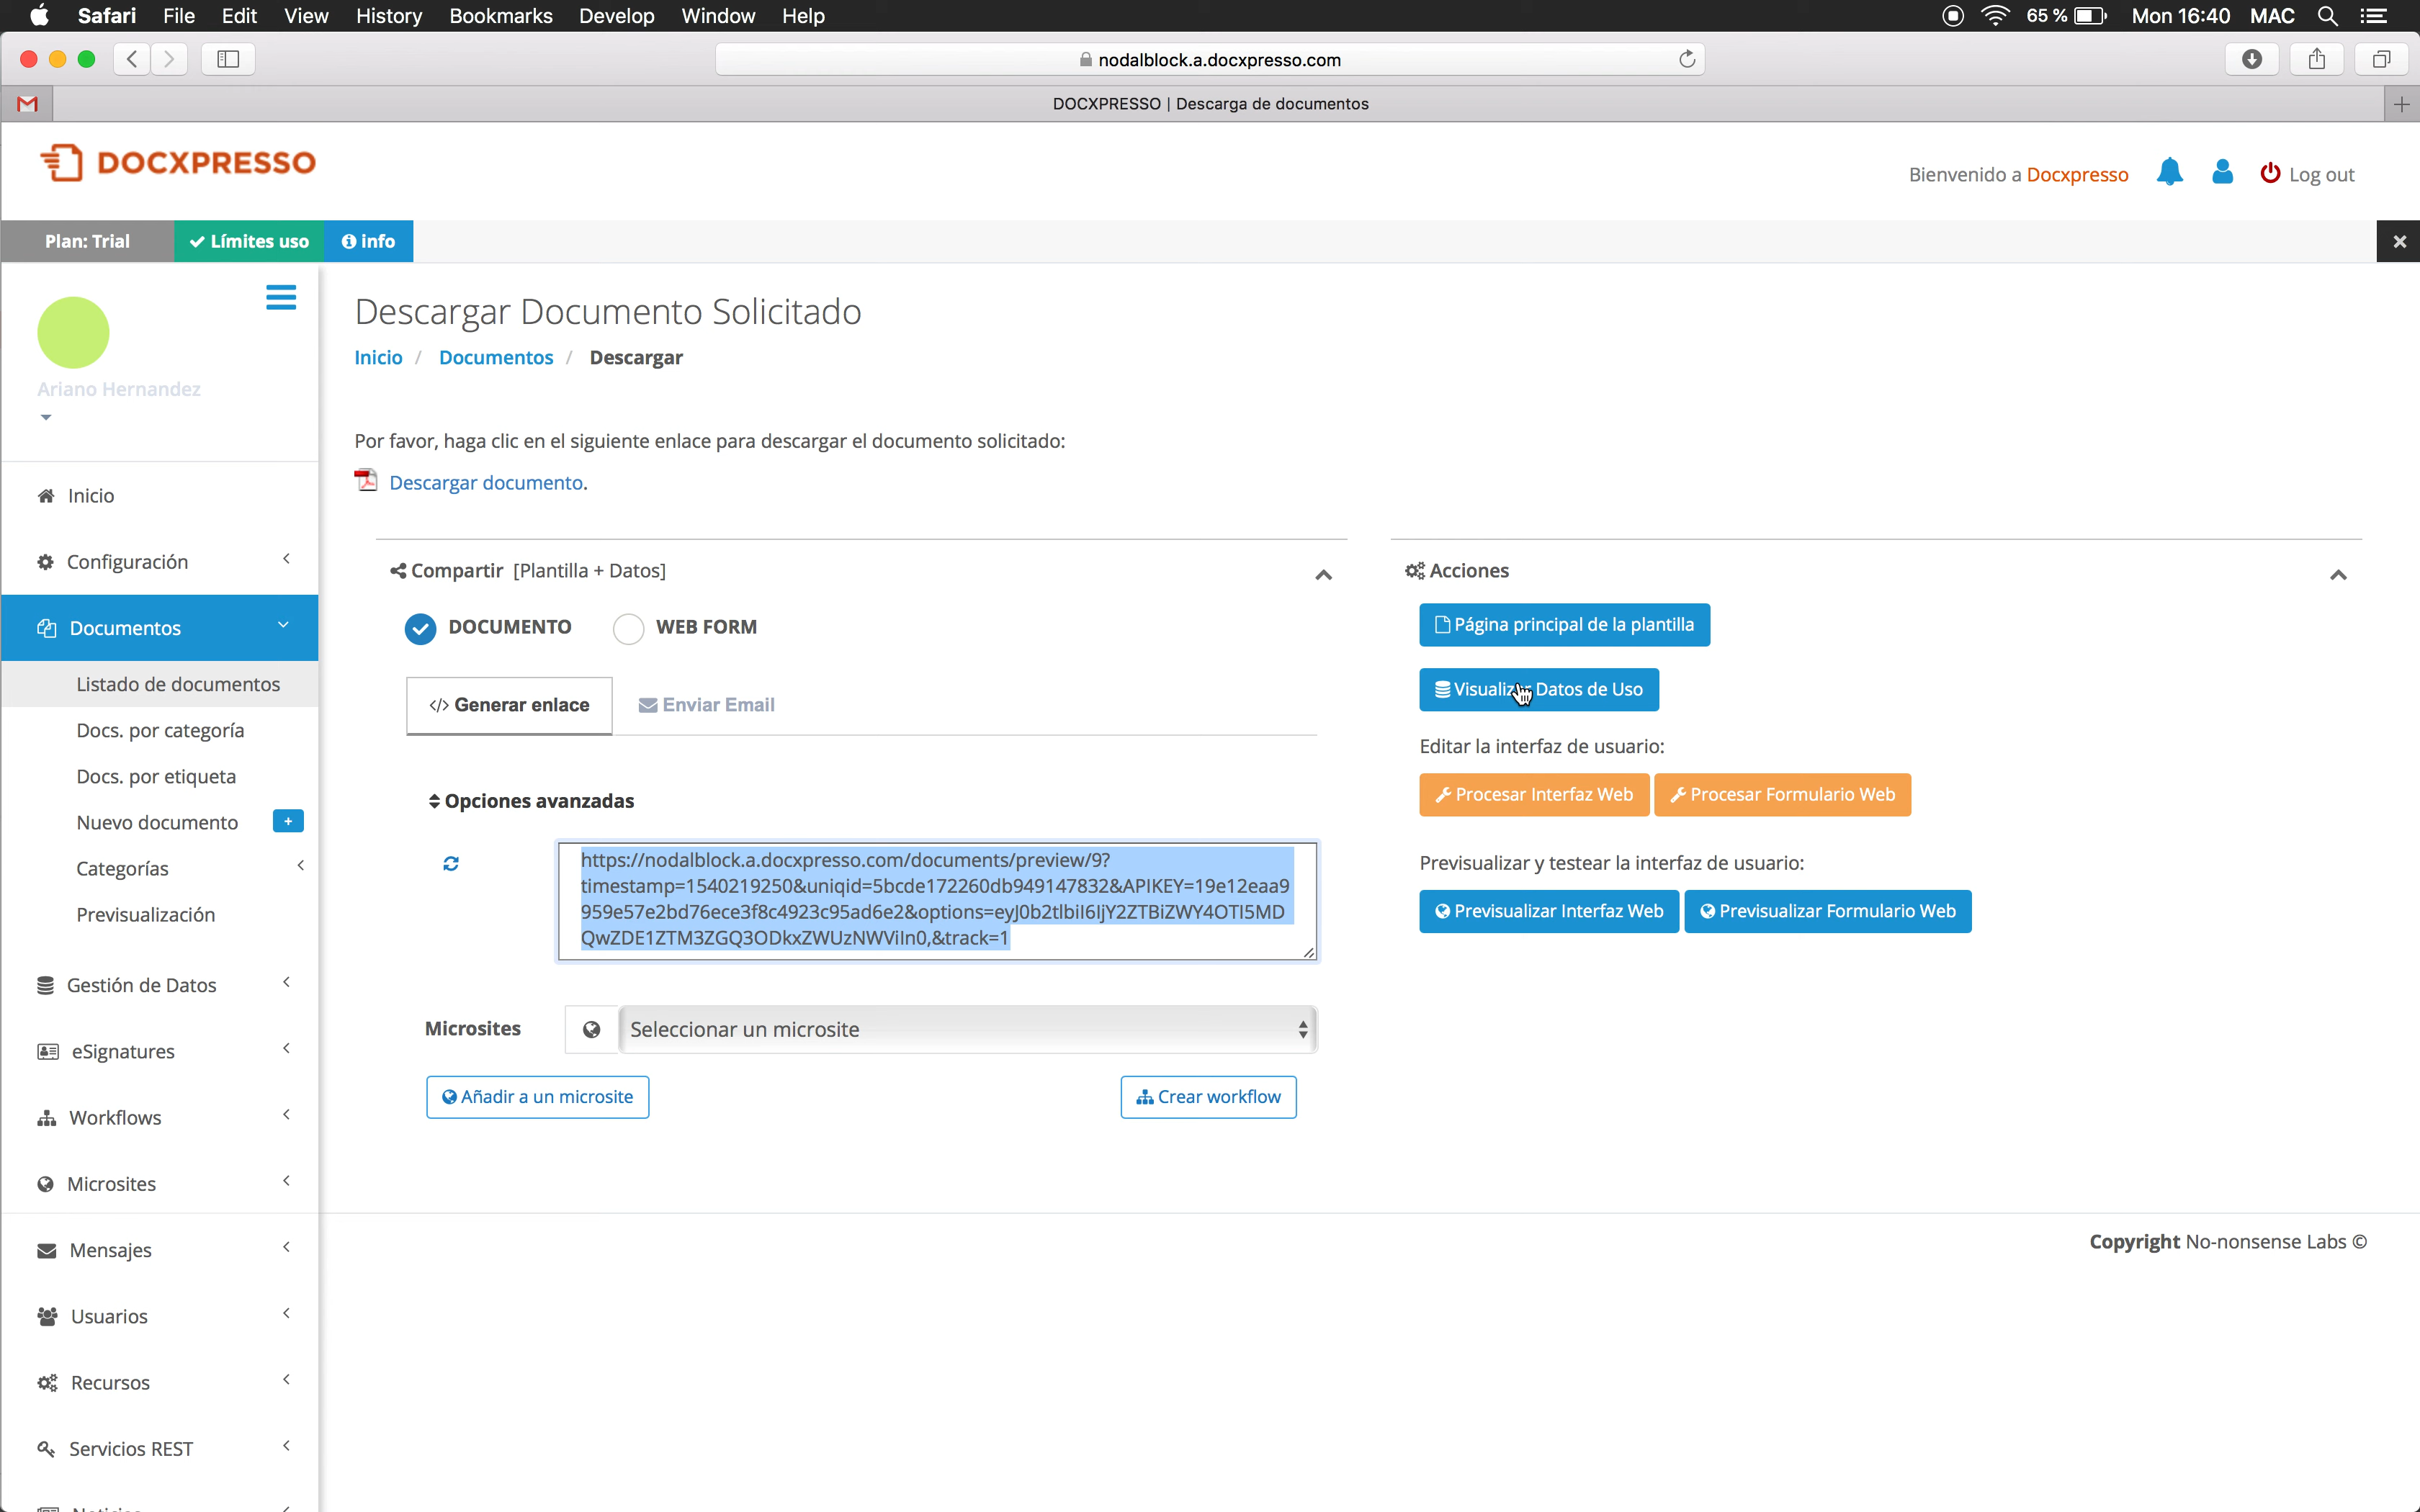 Safari File Edit View History Bookmarks Develop Window Help 65 % Mon 16:40 MAC
nodalblock.a.docxpresso.com
DOCXPRESSO | Descarga de documentos
DOCXPRESSO
Bienvenido a Docxpresso Log out
Plan: Trial Límites uso info
Ariano Hernandez
Inicio
Configuración
Documentos
Listado de documentos
Docs. por categoría
Docs. por etiqueta
Nuevo documento +
Categorías
Previsualización
Gestión de Datos
eSignatures
Workflows
Microsites
Mensajes
Usuarios
Recursos
Servicios REST
Descargar Documento Solicitado
Inicio / Documentos / Descargar
Por favor, haga clic en el siguiente enlace para descargar el documento solicitado:
Descargar documento.
Compartir [Plantilla + Datos]
DOCUMENTO WEB FORM
</> Generar enlace Enviar Email
Opciones avanzadas
https://nodalblock.a.docxpresso.com/documents/preview/9?
timestamp=1540219250&uniqid=5bcde172260db949147832&APIKEY=19e12eaa9
959e57e2bd76ece3f8c4923c95ad6e2&options=eyJ0b2tlbiI6IjY2ZTBiZWY4OTI5MD
QwZDE1ZTM3ZGQ3ODkxZWUzNWViIn0,&track=1
Microsites Seleccionar un microsite
Añadir a un microsite Crear workflow
Acciones
Página principal de la plantilla
Visualizar Datos de Uso
Editar la interfaz de usuario:
Procesar Interfaz Web Procesar Formulario Web
Previsualizar y testear la interfaz de usuario:
Previsualizar Interfaz Web Previsualizar Formulario Web
Copyright No-nonsense Labs ©